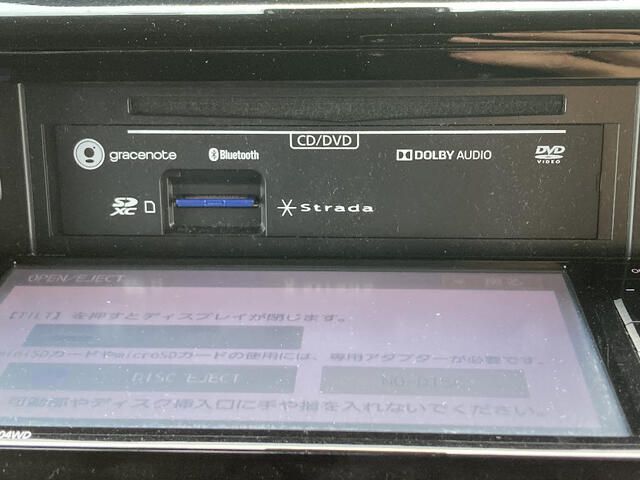 CD/DVD
gracenote
Bluetooth
DOLBY AUDIO
DVD
VIDEO
SD
XC
Strada
OPEN/EJECT
戻る
【TILT】を押すとディスプレイが閉じます。
miniSDカードやmicroSDカードの使用には、専用アダプターが必要です。
DISC EJECT
NO-DISC
可動部やディスク挿入口に手や指を入れないでください。
04WD